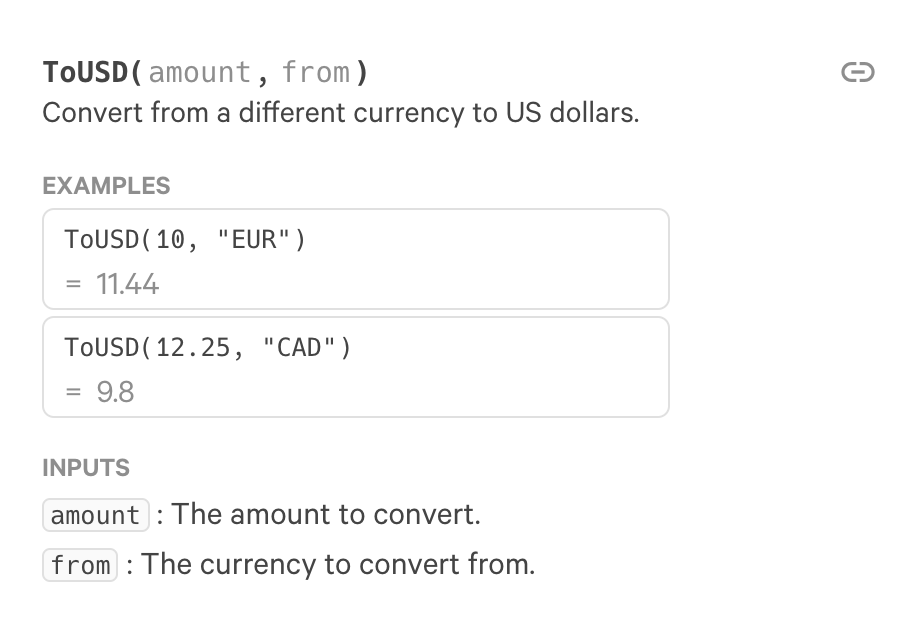 ToUSD(amount, from)
Convert from a different currency to US dollars.
EXAMPLES
ToUSD(10, "EUR")
= 11.44
ToUSD(12.25, "CAD")
= 9.8
INPUTS
amount : The amount to convert.
from : The currency to convert from.